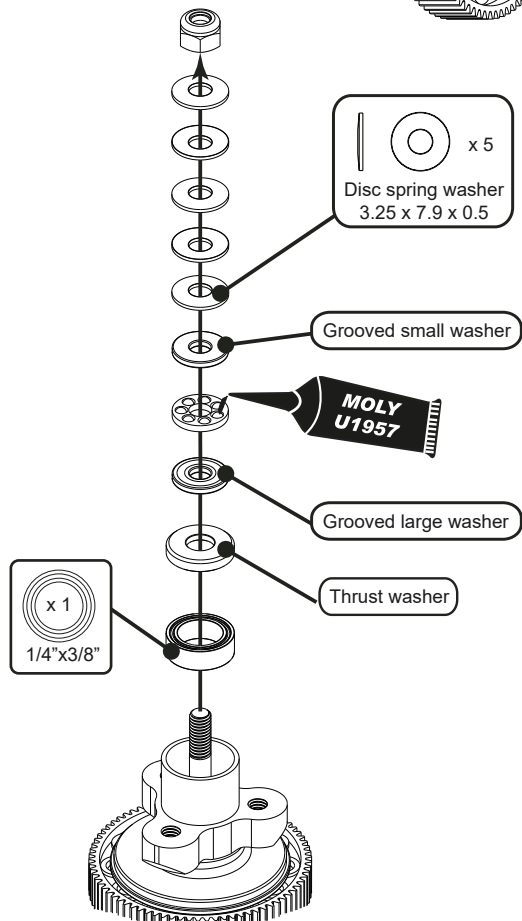 x 5
Disc spring washer
3.25 x 7.9 x 0.5
Grooved small washer
MOLY
U1957
Grooved large washer
Thrust washer
x 1
1/4”x3/8”